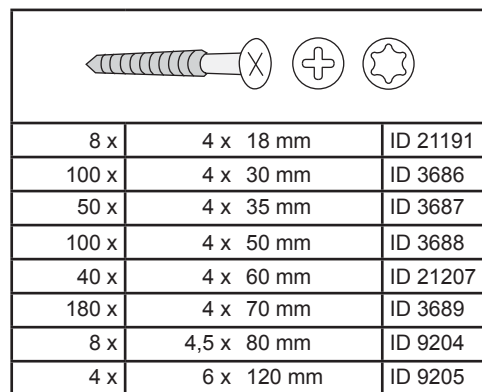 8 x 4 x 18 mm ID 21191
100 x 4 x 30 mm ID 3686
50 x 4 x 35 mm ID 3687
100 x 4 x 50 mm ID 3688
40 x 4 x 60 mm ID 21207
180 x 4 x 70 mm ID 3689
8 x 4,5 x 80 mm ID 9204
4 x 6 x 120 mm ID 9205